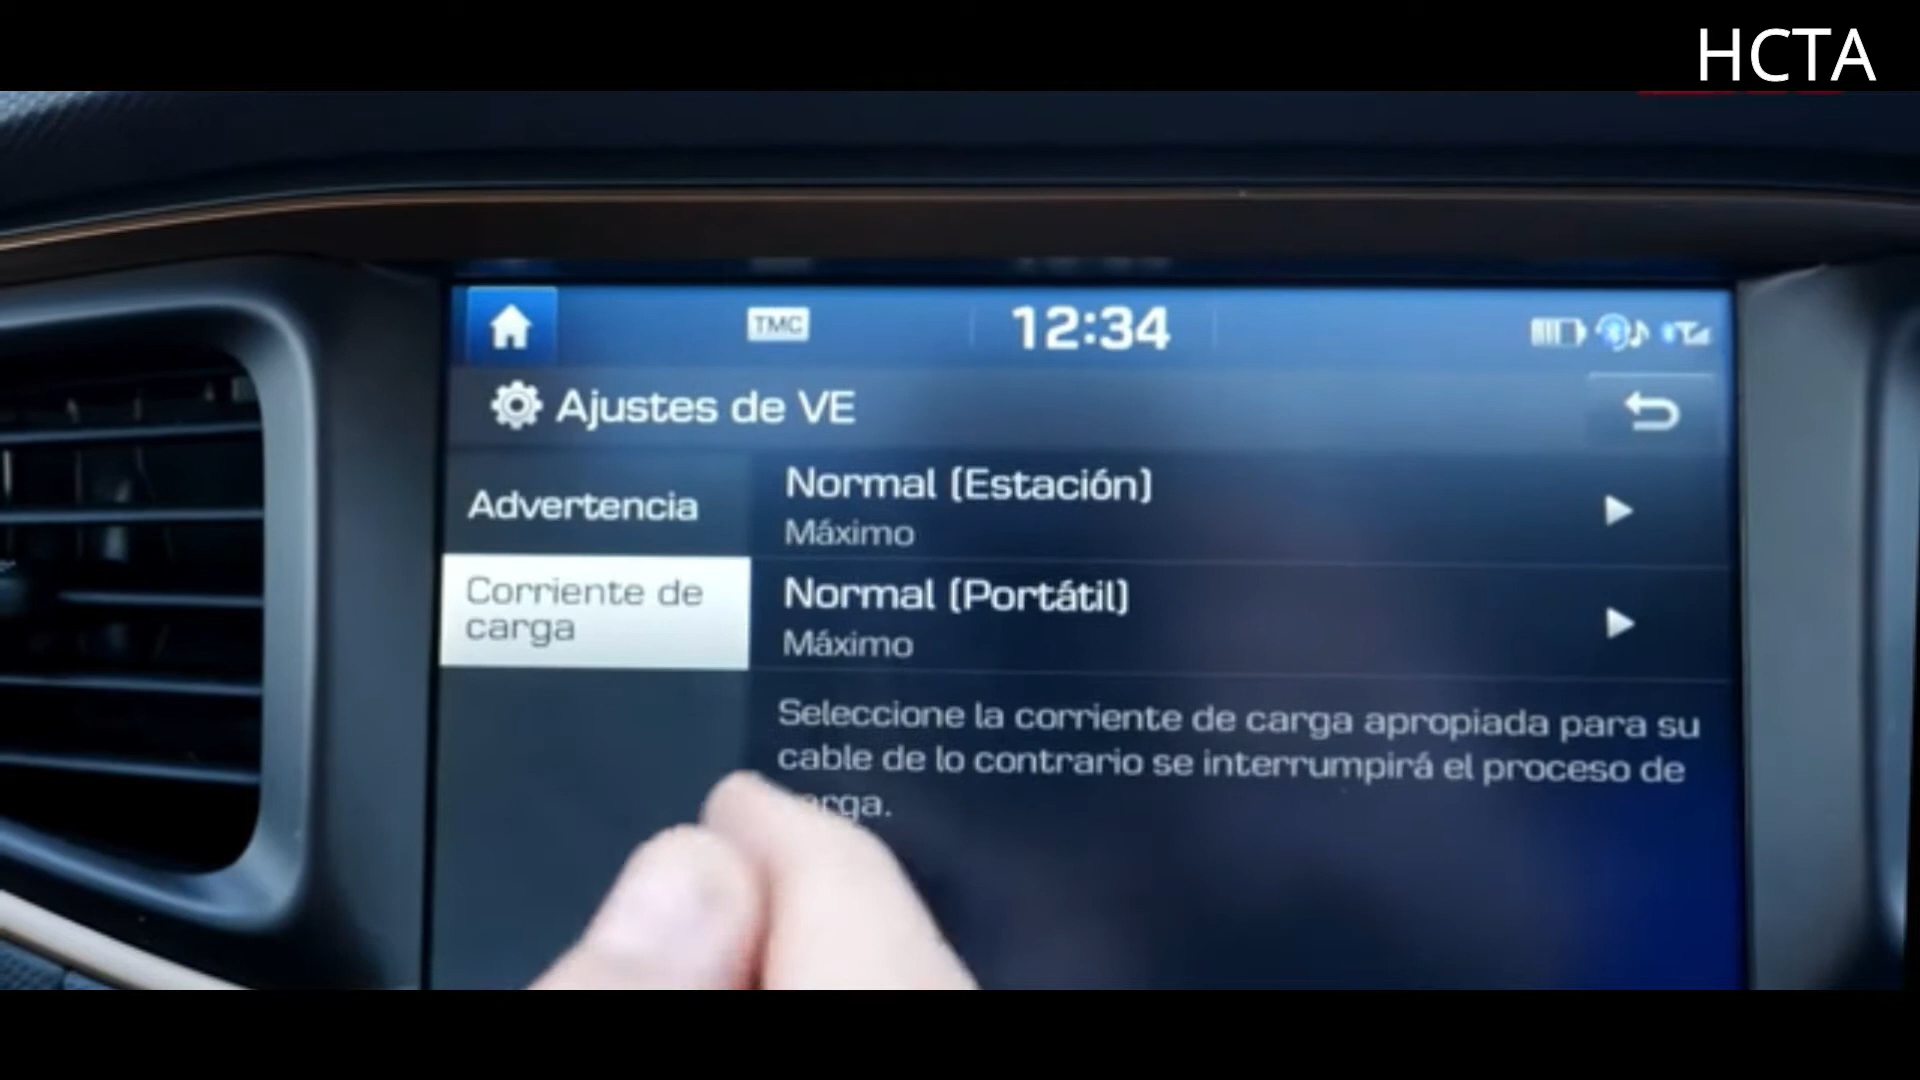 HCTA
TMC
12:34
Ajustes de VE
Advertencia
Corriente de
carga
Normal (Estación)
Máximo
Normal (Portátil)
Máximo
Seleccione la corriente de carga apropiada para su
cable de lo contrario se interrumpirá el proceso de
arga.